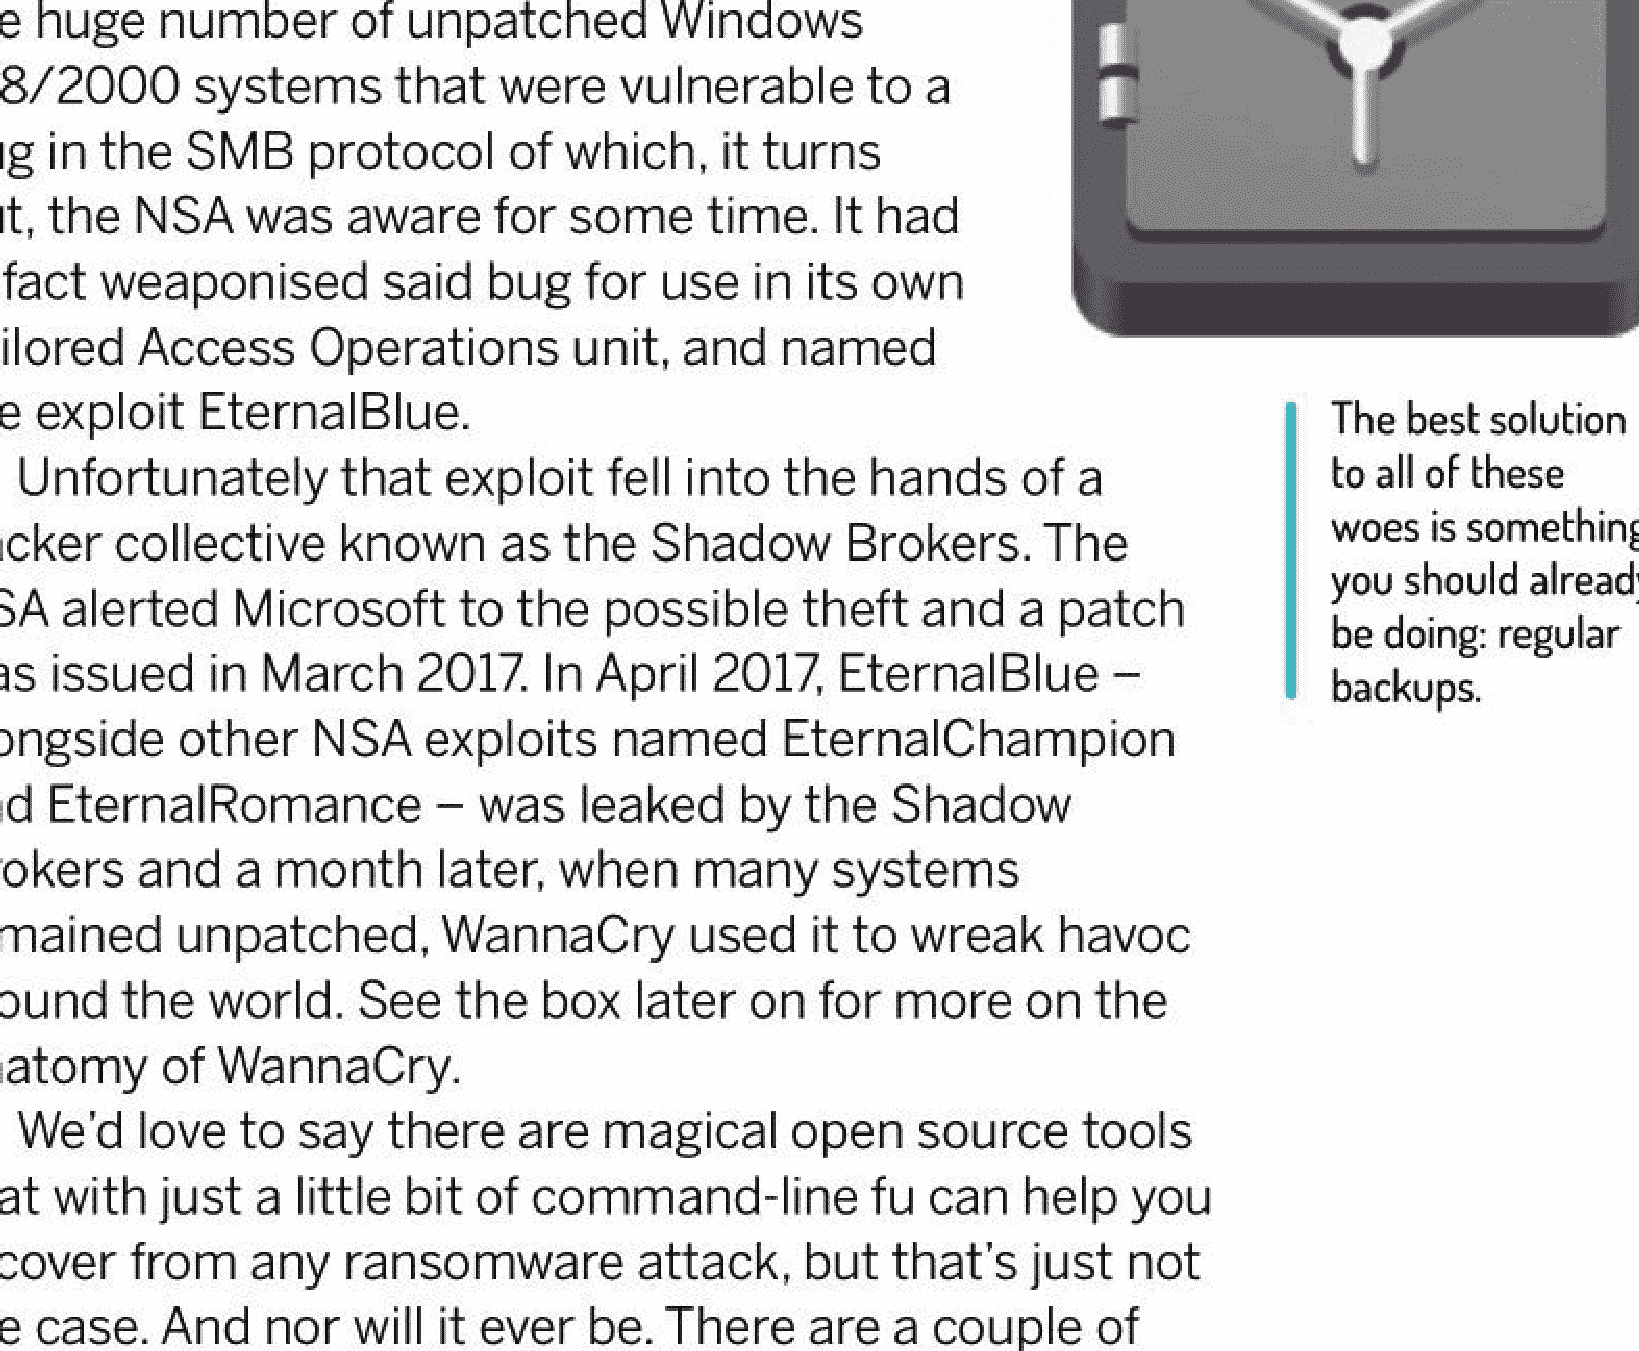 e huge number of unpatched Windows
8/2000 systems that were vulnerable to a
ug in the SMB protocol of which, it turns
ut, the NSA was aware for some time. It had
fact weaponised said bug for use in its own
ilored Access Operations unit, and named
e exploit EternalBlue.
Unfortunately that exploit fell into the hands of a
acker collective known as the Shadow Brokers. The
SA alerted Microsoft to the possible theft and a patch
as issued in March 2017. In April 2017, EternalBlue –
ongside other NSA exploits named EternalChampion
nd EternalRomance – was leaked by the Shadow
rokers and a month later, when many systems
mained unpatched, WannaCry used it to wreak havoc
ound the world. See the box later on for more on the
natomy of WannaCry.
We'd love to say there are magical open source tools
at with just a little bit of command-line fu can help you
cover from any ransomware attack, but that's just not
e case. And nor will it ever be. There are a couple of
The best solution
to all of these
woes is something
you should already
be doing: regular
backups.